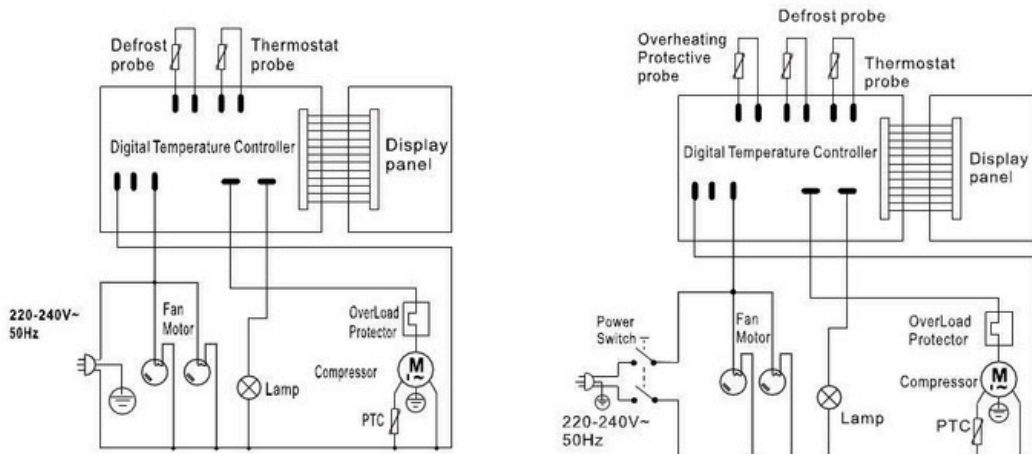 Defrost
probe
Thermostat
probe
Digital Temperature Controller
Display
panel
220-240V~
50Hz
Fan
Motor
OverLoad
Protector
Lamp
Compressor
M
1~
PTC
Defrost probe
Overheating
Protective
probe
Thermostat
probe
Digital Temperature Controller
Display
panel
Power
Switch
Fan
Motor
OverLoad
Protector
Compressor
M
1~
Lamp
PTC
220-240V~
50Hz